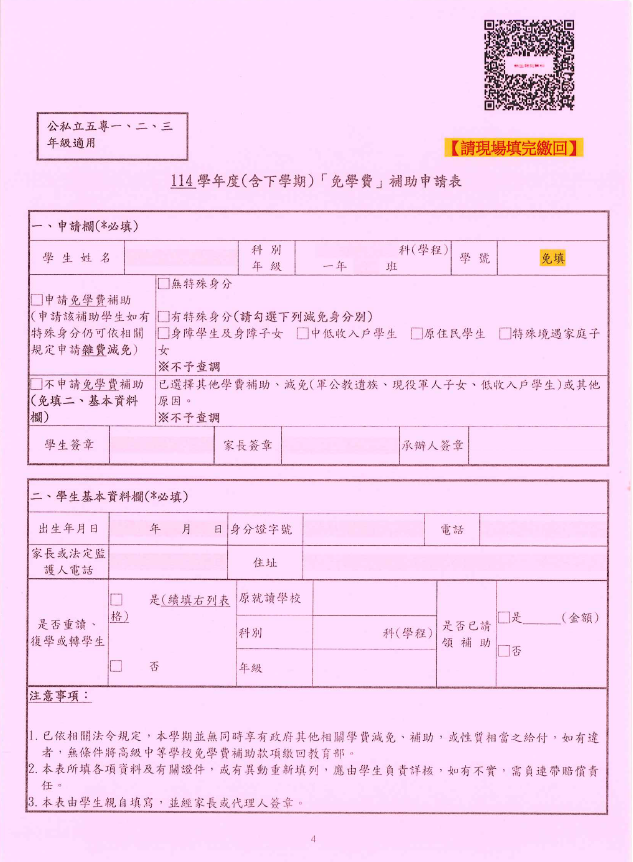 公私立五專一、二、三
年級適用
【請現場填完繳回】
114學年度(含下學期)「免學費」補助申請表
一、申請欄(*必填)
學生姓名
科別
年級
科(學程)
一年 班
學號
免填
□申請免學費補助
(申請該補助學生如有
特殊身分仍可依相關
規定申請雜費減免)
□無特殊身分
□有特殊身分(請勾選下列減免身分別)
□身障學生及身障子女 □中低收入戶學生 □原住民學生 □特殊境遇家庭子
女
※不予查調
□不申請免學費補助
(免填二、基本資料
欄)
已選擇其他學費補助、減免(軍公教遺族、現役軍人子女、低收入戶學生)或其他
原因。
※不予查調
學生簽章
家長簽章
承辦人簽章
二、學生基本資料欄(*必填)
出生年月日
年 月 日
身分證字號
電話
家長或法定監
護人電話
住址
是否重讀、
復學或轉學生
□ 是(續填右列表
格)
□ 否
原就讀學校
科別
科(學程)
年級
是否已請
領補助
□是_____(金額)
□否
注意事項：
1.已依相關法令規定，本學期並無同時享有政府其他相關學費減免、補助，或性質相當之給付，如有違
者，無條件將高級中等學校免學費補助款項繳回教育部。
2.本表所填各項資料及有關證件，或有異動重新填列，應由學生負責詳核，如有不實，需負連帶賠償責
任。
3.本表由學生親自填寫，並經家長或代理人簽章。
4